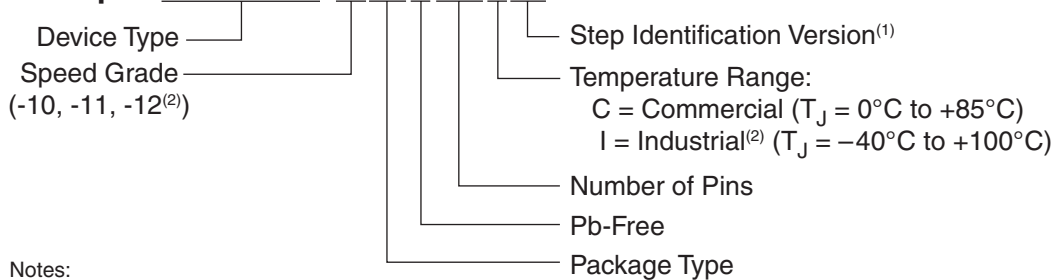 Device Type
Step Identification Version(1)
Speed Grade
(-10, -11, -12(2))
Temperature Range:
C = Commercial (TJ = 0°C to +85°C)
I = Industrial(2) (TJ = −40°C to +100°C)
Number of Pins
Pb-Free
Package Type
Notes: